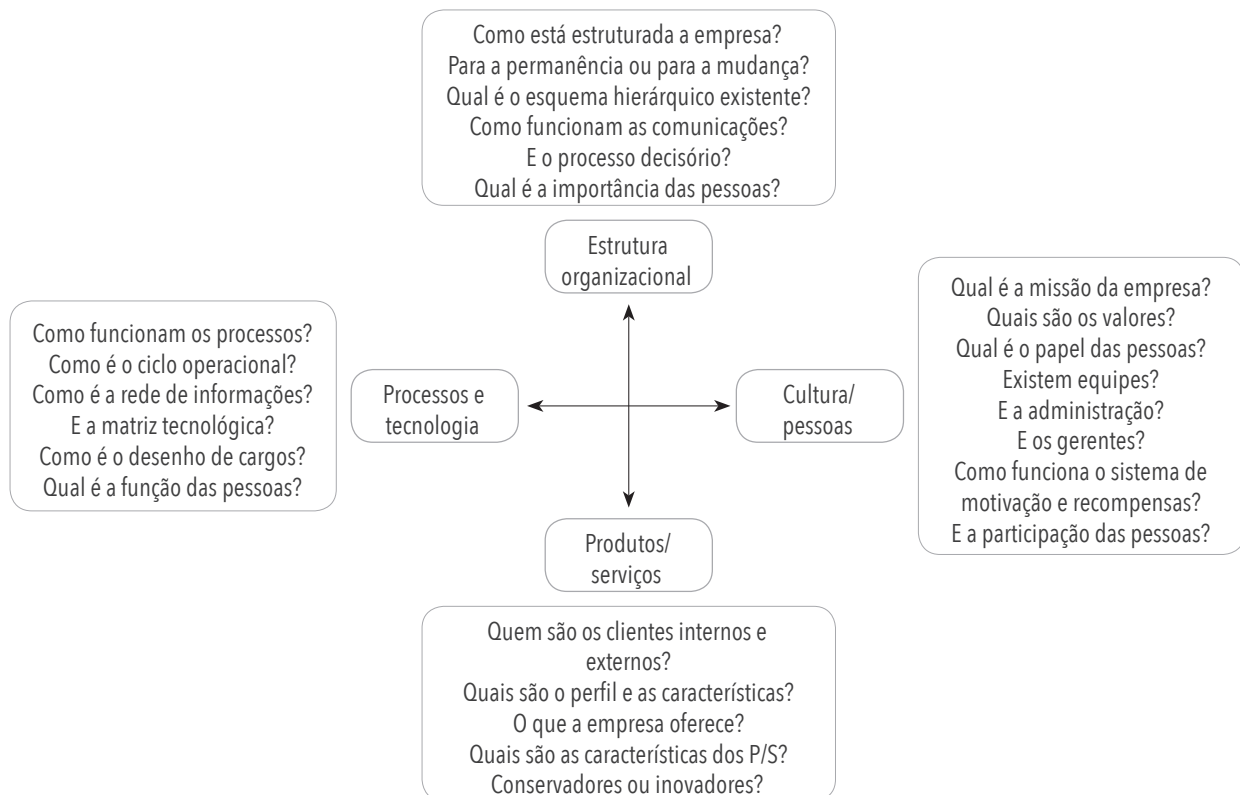 Como está estruturada a empresa?
Para a permanência ou para a mudança?
Qual é o esquema hierárquico existente?
Como funcionam as comunicações?
E o processo decisório?
Qual é a importância das pessoas?
Estrutura
organizacional
Como funcionam os processos?
Como é o ciclo operacional?
Como é a rede de informações?
E a matriz tecnológica?
Como é o desenho de cargos?
Qual é a função das pessoas?
Processos e
tecnologia
Cultura/
pessoas
Qual é a missão da empresa?
Quais são os valores?
Qual é o papel das pessoas?
Existem equipes?
E a administração?
E os gerentes?
Como funciona o sistema de
motivação e recompensas?
E a participação das pessoas?
Produtos/
serviços
Quem são os clientes internos e
externos?
Quais são o perfil e as características?
O que a empresa oferece?
Quais são as características dos P/S?
Conservadores ou inovadores?